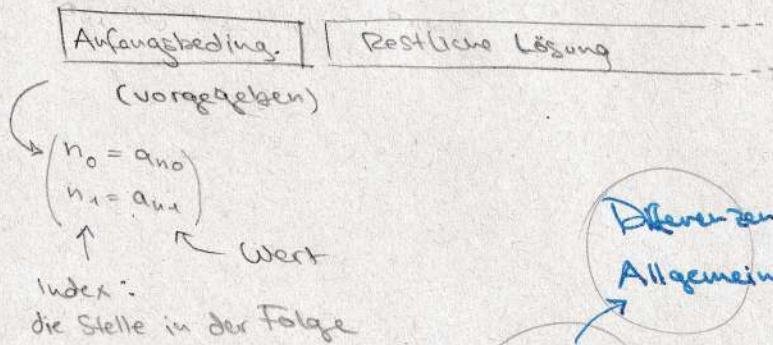 Anfangsbeding. Restliche Lösung
(vorgegeben)
n₀ = aₙ₀
n₁ = aₙ₁
Wert
Index:
die Stelle in der Folge
Differenzen
Allgemein